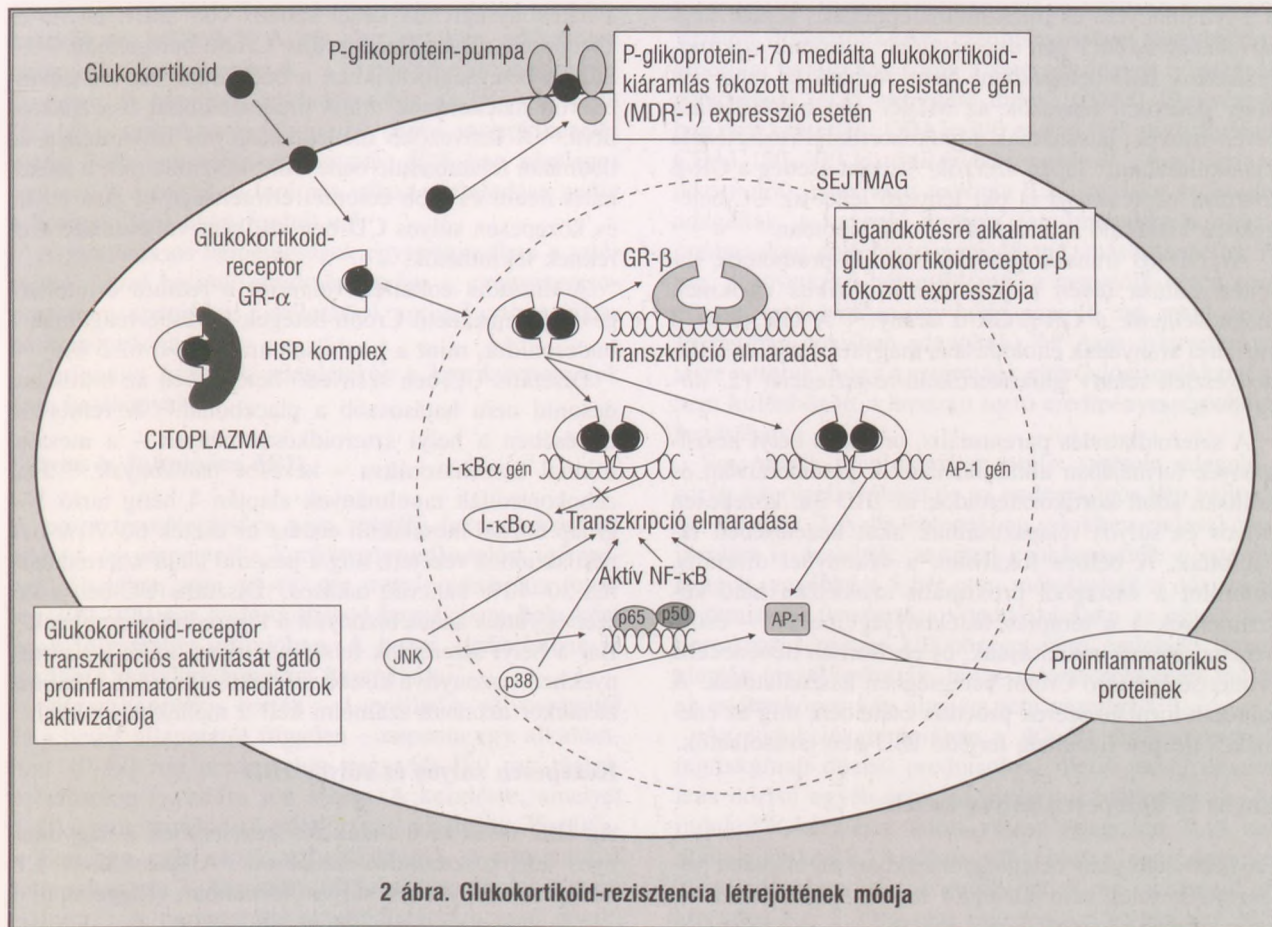 P-glikoprotein-pumpa
Glukokortikoid
P-glikoprotein-170 mediálta glukokortikoid-
kiáramlás fokozott multidrug resistance gén
(MDR-1) expresszió esetén
SEJTMAG
Glukokortikoid-
receptor
GR-α
GR-β
Ligandkötésre alkalmatlan
glukokortikoidreceptor-β
fokozott expressziója
HSP komplex
Transzkripció elmaradása
CITOPLAZMA
I-κBα gén
AP-1 gén
I-κBα
Transzkripció elmaradása
Aktív NF-κB
p65
p50
AP-1
Glukokortikoid-receptor
transzkripciós aktivitását gátló
proinflammatorikus mediátorok
aktivizációja
JNK
p38
Proinflammatorikus
proteinek
2 ábra. Glukokortikoid-rezisztencia létrejöttének módja